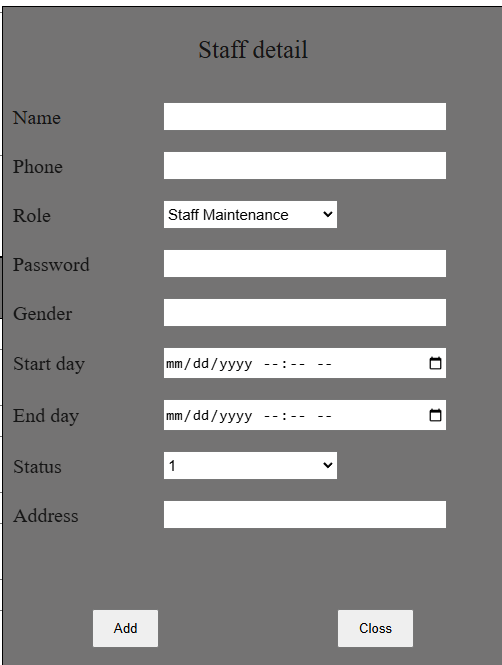 Staff detail
Name
Phone
Role Staff Maintenance
Password
Gender
Start day mm/dd/yyyy --:-- --
End day mm/dd/yyyy --:-- --
Status 1
Address
Add Closs